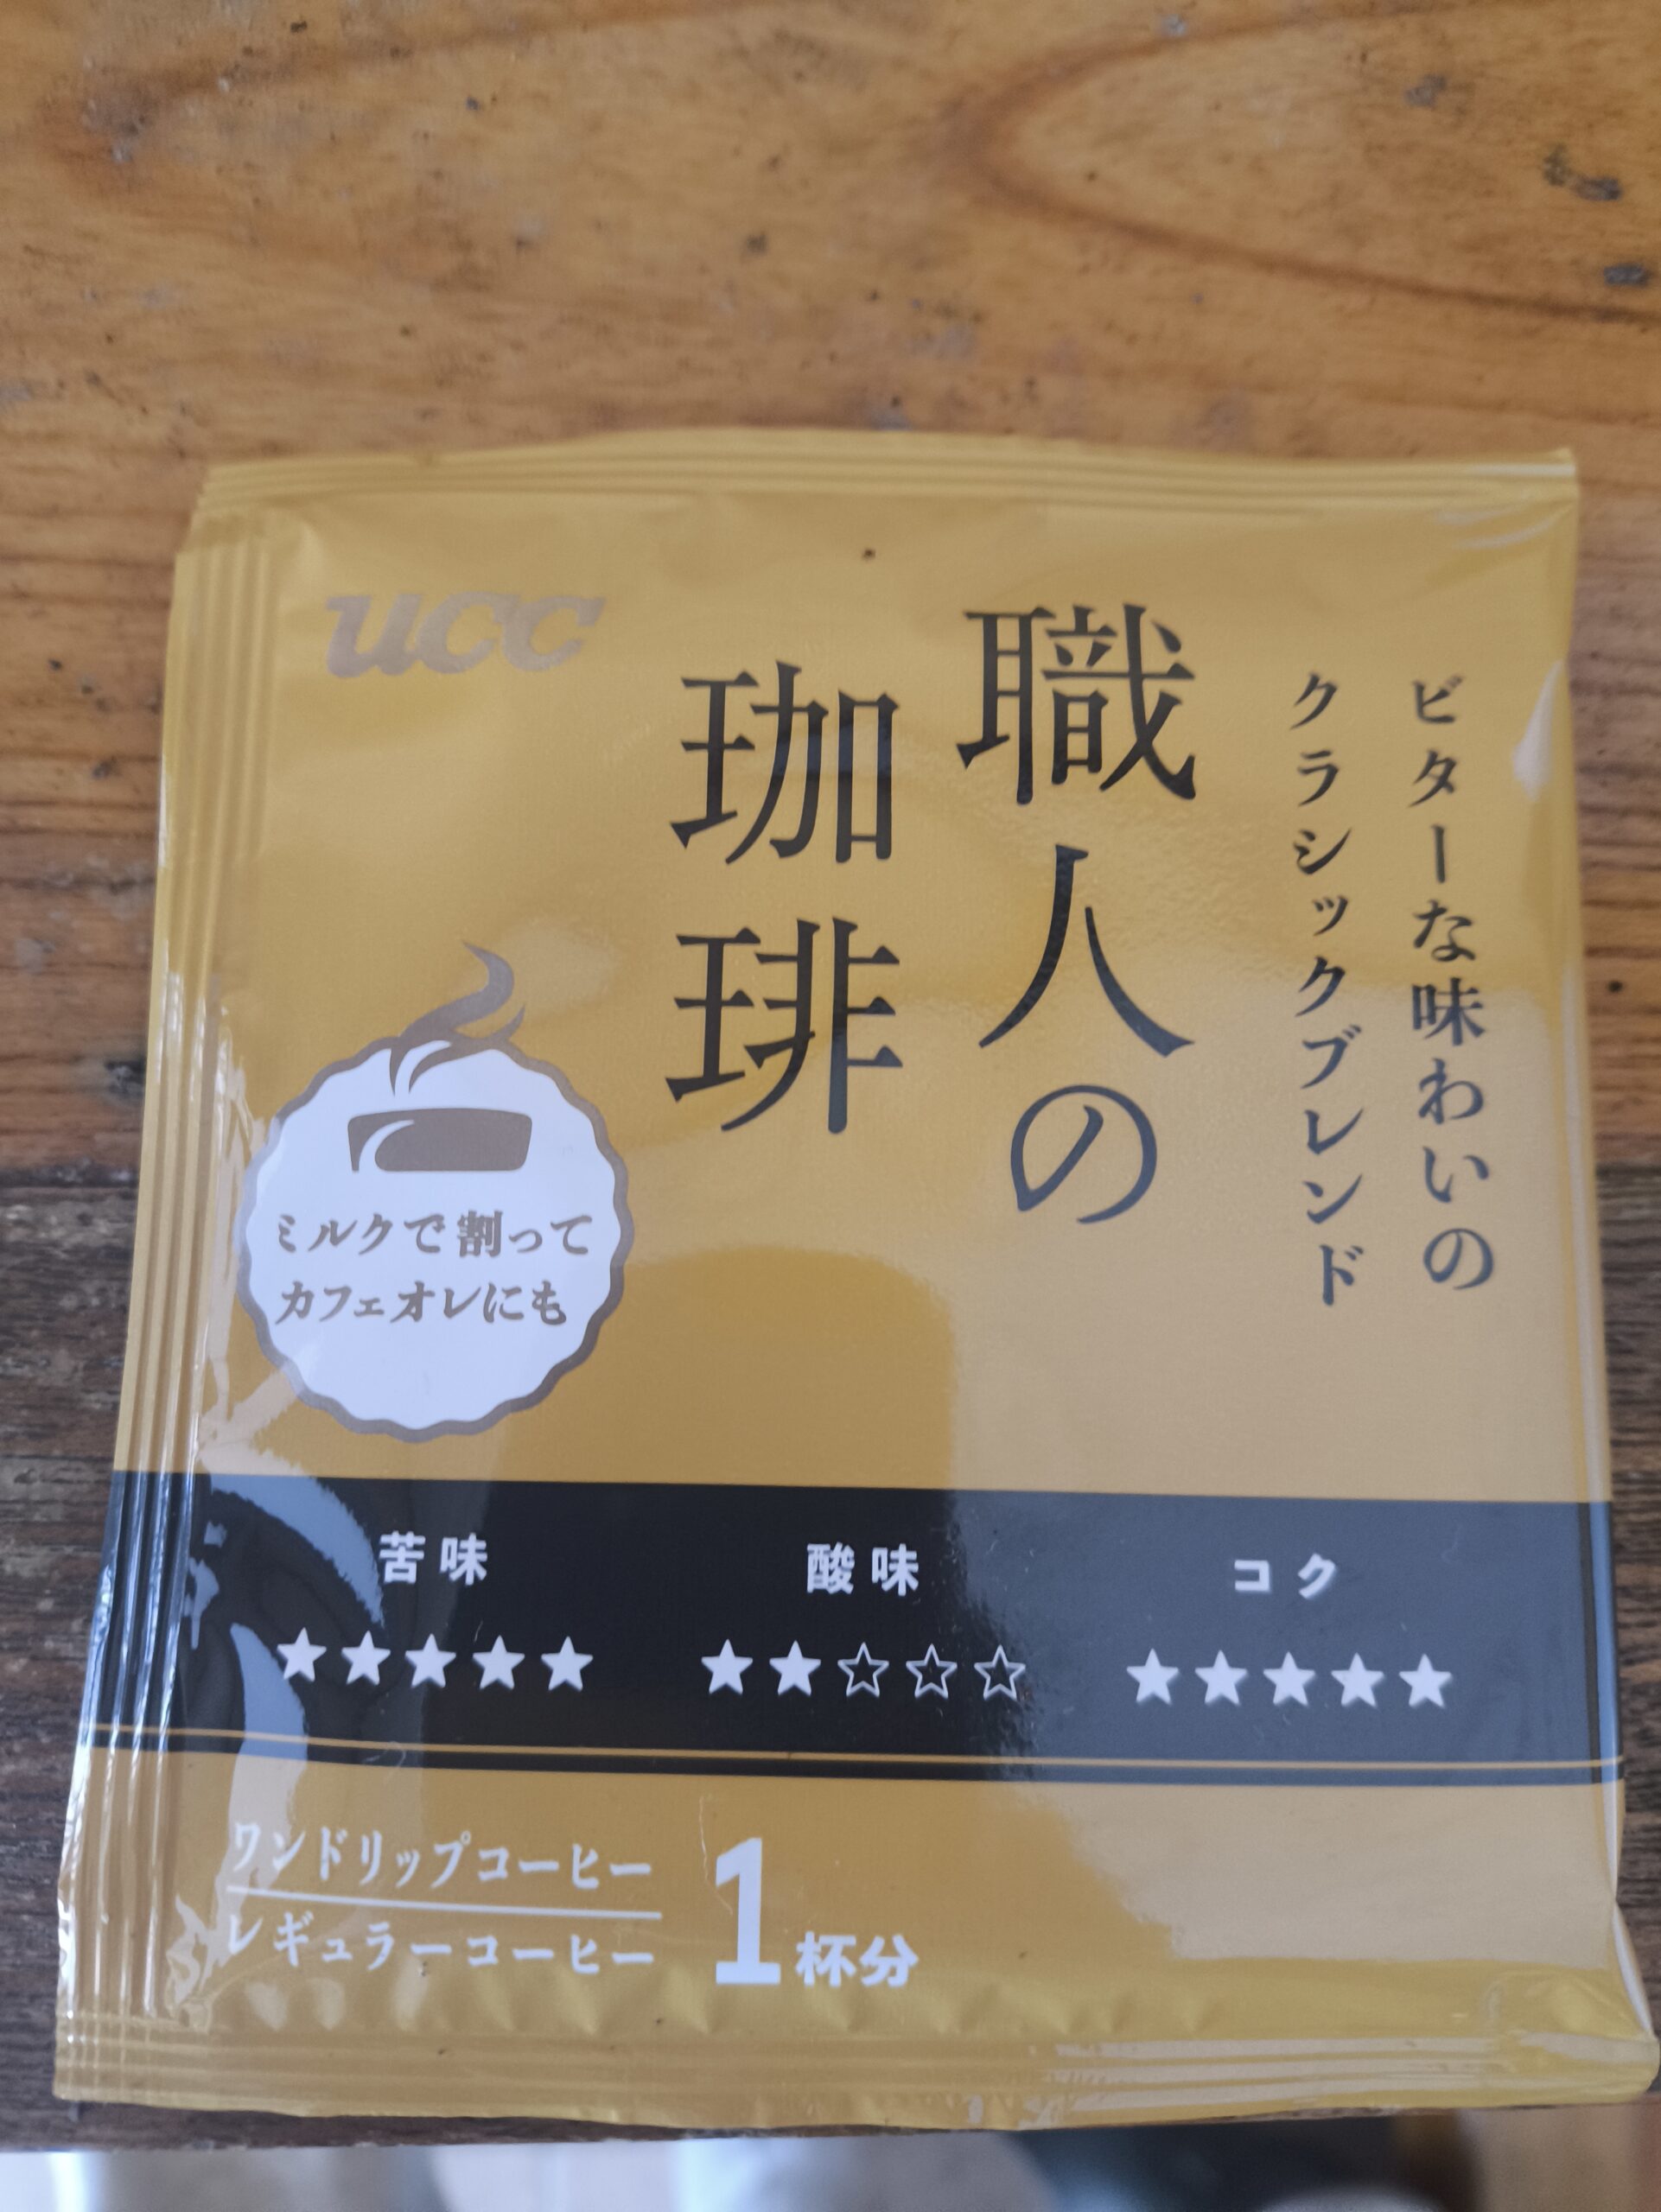 UCC
ビターな味わいの
クラシックブレンド
職人の
珈琲
ミルクで割って
カフェオレにも
苦味 酸味 コク
★★★★★ ★★☆☆☆ ★★★★★
ワンドリップコーヒー
レギュラーコーヒー
1杯分